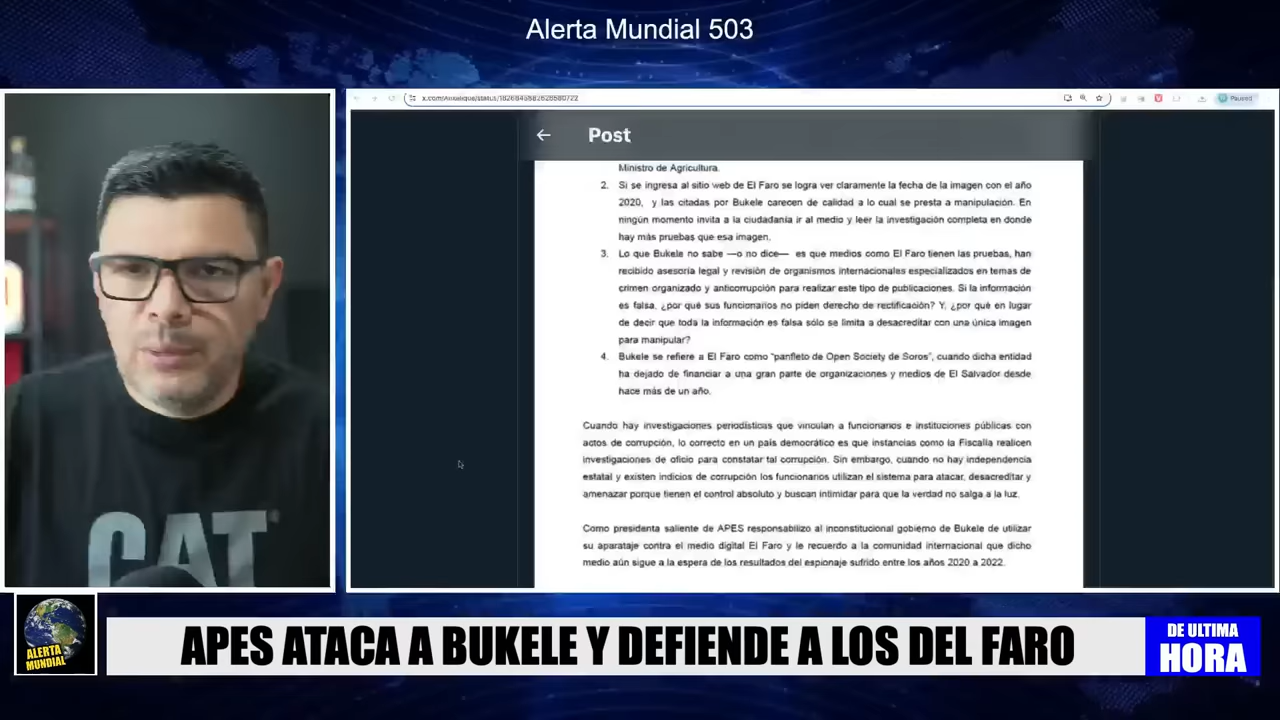 Alerta Mundial 503
Paused
Post
Ministro de Agricultura.
2. Si se ingresa al sitio web de El Faro se logra ver claramente la fecha de la imagen con el año
2020, y las citadas por Bukele carecen de calidad a lo cual se presta a manipulación. En
ningún momento invita a la ciudadanía ir al medio y leer la investigación completa en donde
hay más pruebas que esa imagen.
3. Lo que Bukele no sabe —o no dice— es que medios como El Faro tienen las pruebas, han
recibido asesoría legal y revisión de organismos internacionales especializados en temas de
crimen organizado y anticorrupción para realizar este tipo de publicaciones. Si la información
es falsa, ¿por qué sus funcionarios no piden derecho de rectificación? Y, ¿por qué en lugar
de decir que toda la información es falsa sólo se limita a desacreditar con una única imagen
para manipular?
4. Bukele se refiere a El Faro como “panfleto de Open Society de Soros”, cuando dicha entidad
ha dejado de financiar a una gran parte de organizaciones y medios de El Salvador desde
hace más de un año.
Cuando hay investigaciones periodísticas que vinculan a funcionarios e instituciones públicas con
actos de corrupción, lo correcto en un país democrático es que instancias como la Fiscalía realicen
investigaciones de oficio para constatar tal corrupción. Sin embargo, cuando no hay independencia
estatal y existen indicios de corrupción los funcionarios utilizan el sistema para atacar, desacreditar y
amenazar porque tienen el control absoluto y buscan intimidar para que la verdad no salga a la luz.
Como presidenta saliente de APES responsabilizo al inconstitucional gobierno de Bukele de utilizar
su aparataje contra el medio digital El Faro y le recuerdo a la comunidad internacional que dicho
medio aún sigue a la espera de los resultados del espionaje sufrido entre los años 2020 a 2022.
CAT
ALERTA
MUNDIAL
APES ATACA A BUKELE Y DEFIENDE A LOS DEL FARO
DE ULTIMA
HORA